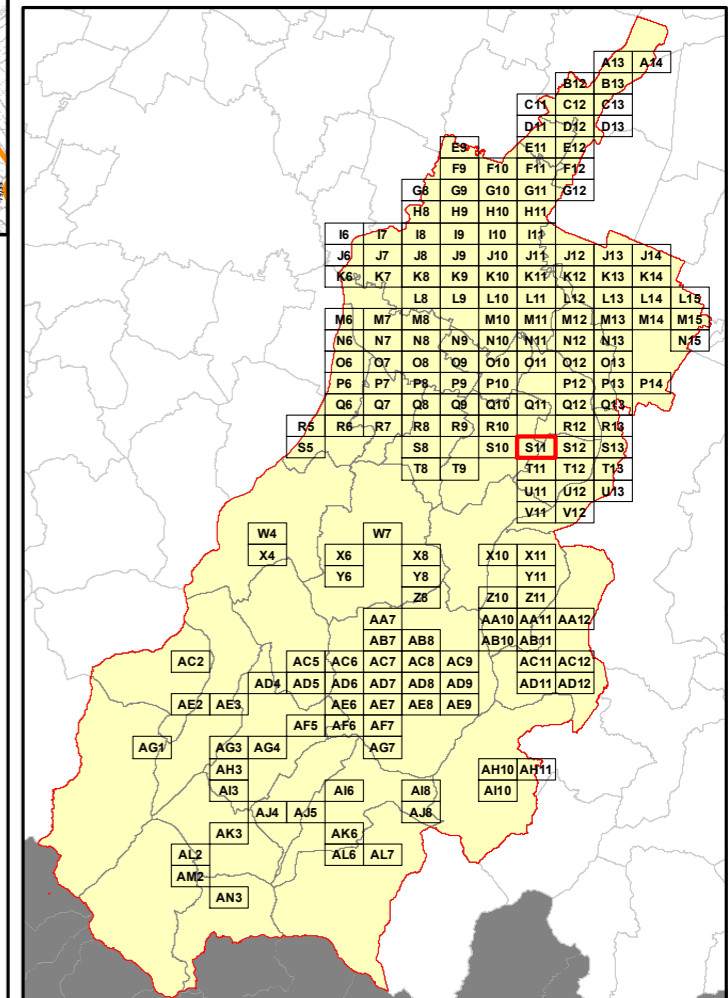 A13 A14
B12 B13
C11 C12 C13
D11 D12 D13
E9 E11 E12
F9 F10 F11 F12
G8 G9 G10 G11 G12
H8 H9 H10 H11
I6 I7 I8 I9 I10 I11
J6 J7 J8 J9 J10 J11 J12 J13 J14
K6 K7 K8 K9 K10 K11 K12 K13 K14
L8 L9 L10 L11 L12 L13 L14 L15
M6 M7 M8 M10 M11 M12 M13 M14 M15
N6 N7 N8 N9 N10 N11 N12 N13 N15
O6 O7 O8 O9 O10 O11 O12 O13
P6 P7 P8 P9 P10 P12 P13 P14
Q6 Q7 Q8 Q9 Q10 Q11 Q12 Q13
R5 R6 R7 R8 R9 R10 R12 R13
S5 S8 S10 S11 S12 S13
T8 T9 T11 T12 T13
U11 U12 U13
V11 V12
W4 W7
X4 X6 X8 X10 X11
Y6 Y8 Y11
Z8 Z10 Z11
AA7 AA10 AA11 AA12
AB7 AB8 AB10 AB11
AC2 AC5 AC6 AC7 AC8 AC9 AC11 AC12
AD4 AD5 AD6 AD7 AD8 AD9 AD11 AD12
AE2 AE3 AE6 AE7 AE8 AE9
AF5 AF6 AF7
AG1 AG3 AG4 AG7
AH3 AH10 AH11
AI3 AI6 AI8 AI10
AJ4 AJ5 AJ8
AK3 AK6
AL2 AL6 AL7
AM2
AN3